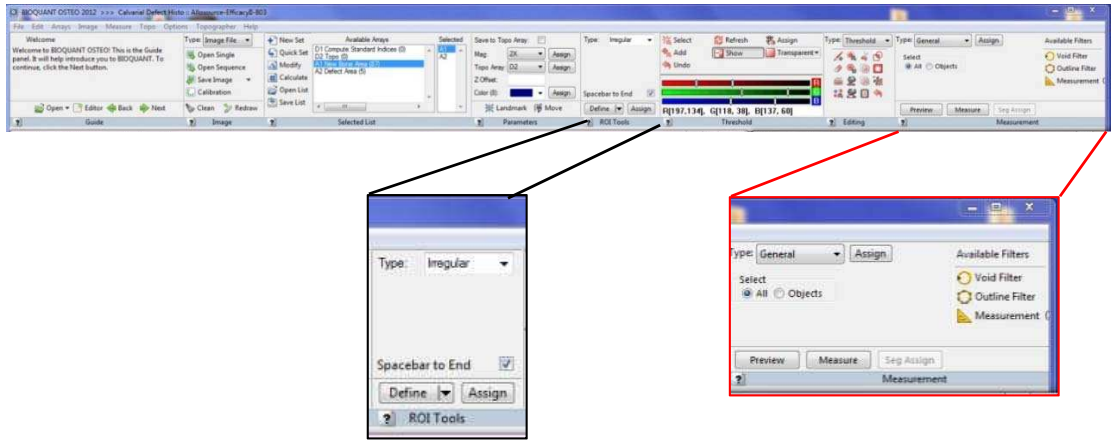 BIOQUANT OSTEO 2012 >>> Calvarial Defect Histo :: Allosource-EfficacyB-803
File Edit Arrays Image Measure Topo Options Topographer Help
Welcome
Welcome to BIOQUANT OSTEO! This is the Guide
panel. It will help introduce you to BIOQUANT. To
continue, click the Next button.
Open Editor Back Next
Guide
Type: Image File
Open Single
Open Sequence
Save Image
Calibration
Clean Redraw
Image
New Set
Quick Set
Modify
Calculate
Open List
Save List
Available Arrays
D1 Compute Standard Indices (0)
D2 Topo (0)
A1 New Bone Area (87)
A2 Defect Area (5)
Selected
A1
A2
Selected List
Save to Topo Array:
Mag: 2X Assign
Topo Array: D2 Assign
Z Offset:
Color (8): Assign
Landmark Move
Parameters
Type: Irregular
Spacebar to End
Define Assign
ROI Tools
Select Refresh Assign
Add Show Transparent
Undo
R
G
B
R[197,134], G[118, 38], B[137, 60]
Threshold
Type: Threshold
Editing
Type: General Assign
Select
All Objects
Preview Measure Seg Assign
Available Filters
Void Filter
Outline Filter
Measurement (
Measurement
Type: Irregular
Spacebar to End
Define Assign
? ROI Tools
Type: General Assign
Select
All Objects
Available Filters
Void Filter
Outline Filter
Measurement (
Preview Measure Seg Assign
? Measurement